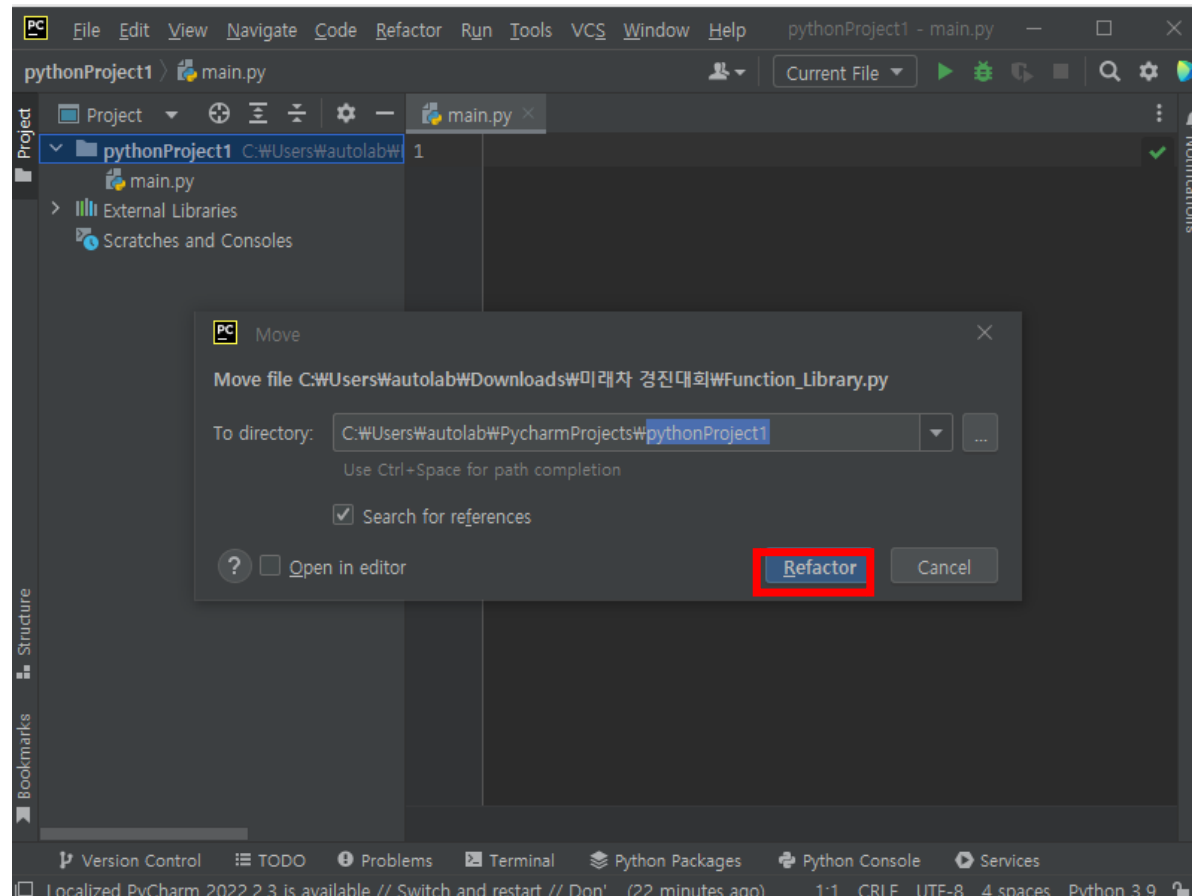 PC File Edit View Navigate Code Refactor Run Tools VCS Window Help pythonProject1 - main.py
pythonProject1 main.py Current File
Project Project main.py
pythonProject1 C:₩Users₩autolab₩ 1
main.py
External Libraries
Scratches and Consoles
Notifications
PC Move
Move file C:₩Users₩autolab₩Downloads₩미래차 경진대회₩Function_Library.py
To directory: C:₩Users₩autolab₩PycharmProjects₩pythonProject1 ...
Use Ctrl+Space for path completion
Search for references
? Open in editor Refactor Cancel
Structure
Bookmarks
Version Control TODO Problems Terminal Python Packages Python Console Services
Localized PyCharm 2022.2.3 is available // Switch and restart // Don' (22 minutes ago) 1:1 CRLF UTF-8 4 spaces Python 3.9